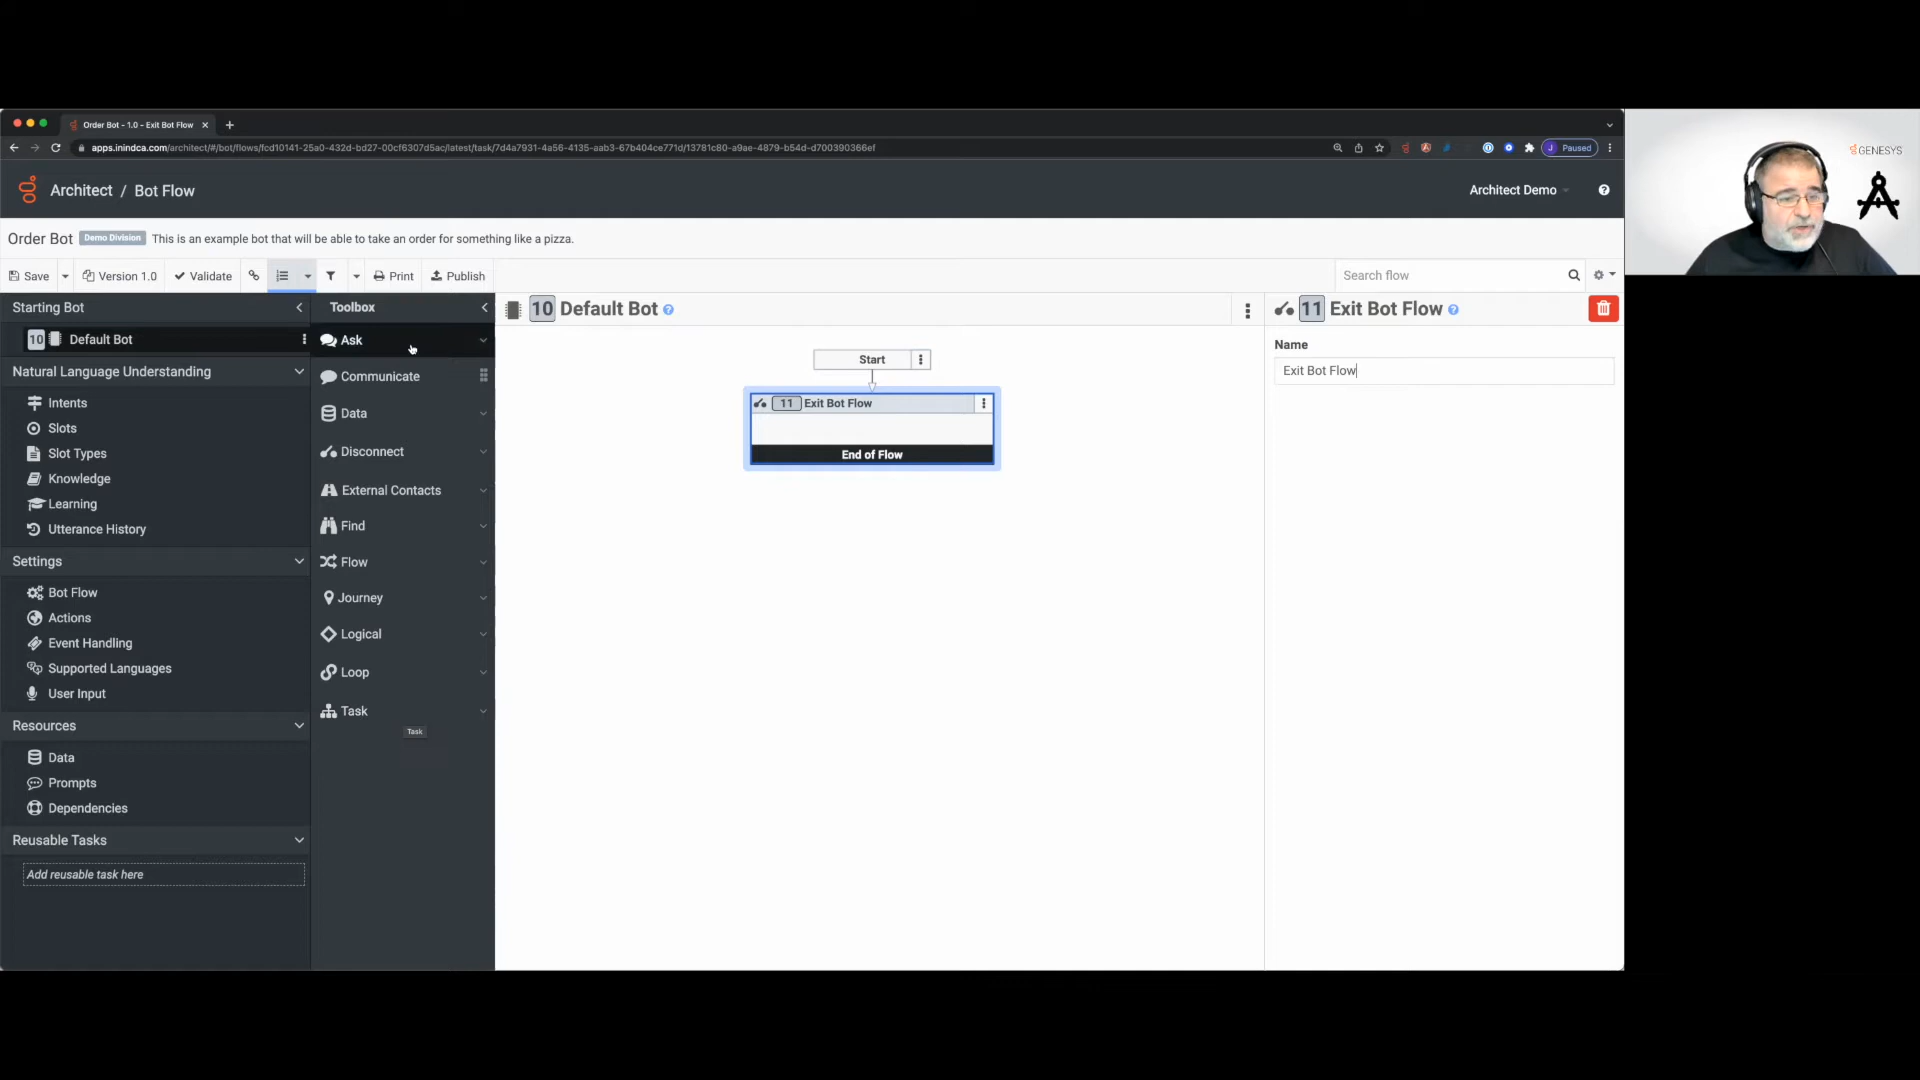 Order Bot - 1.0 - Exit Bot Flow
apps.inindca.com/architect/#/bot/flows/fcd10141-25a0-432d-bd27-00cf6307d5ac/latest/task/7d4a7931-4a56-4135-aab3-67b404ce771d/13781c80-a9ae-4879-b54d-d700390366ef
J Paused
GENESYS
Architect / Bot Flow
Architect Demo
Order Bot Demo Division This is an example bot that will be able to take an order for something like a pizza.
Save Version 1.0 Validate Print Publish
Search flow
Starting Bot
10 Default Bot
Natural Language Understanding
Intents
Slots
Slot Types
Knowledge
Learning
Utterance History
Settings
Bot Flow
Actions
Event Handling
Supported Languages
User Input
Resources
Data
Prompts
Dependencies
Reusable Tasks
Add reusable task here
Toolbox
Ask
Communicate
Data
Disconnect
External Contacts
Find
Flow
Journey
Logical
Loop
Task
Task
10 Default Bot
Start
11 Exit Bot Flow
End of Flow
11 Exit Bot Flow
Name
Exit Bot Flow